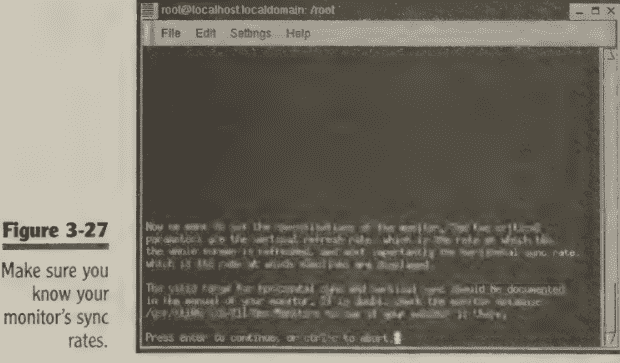 root@localhost.localdomain: /root
File Edit Settings Help
Now we want to set the specifications of the monitor. The two critical
parameters are the vertical refresh rate, which is the rate at which the
the whole screen is refreshed, and most importantly the horizontal sync rate,
which is the rate at which scanlines are displayed.
The valid range for horizontal sync and vertical sync should be documented
in the manual of your monitor. If in doubt, check the monitor database
to see if your monitor is there.
Press enter to continue, or ctrl-c to abort.
Figure 3-27
Make sure you
know your
monitor's sync
rates.